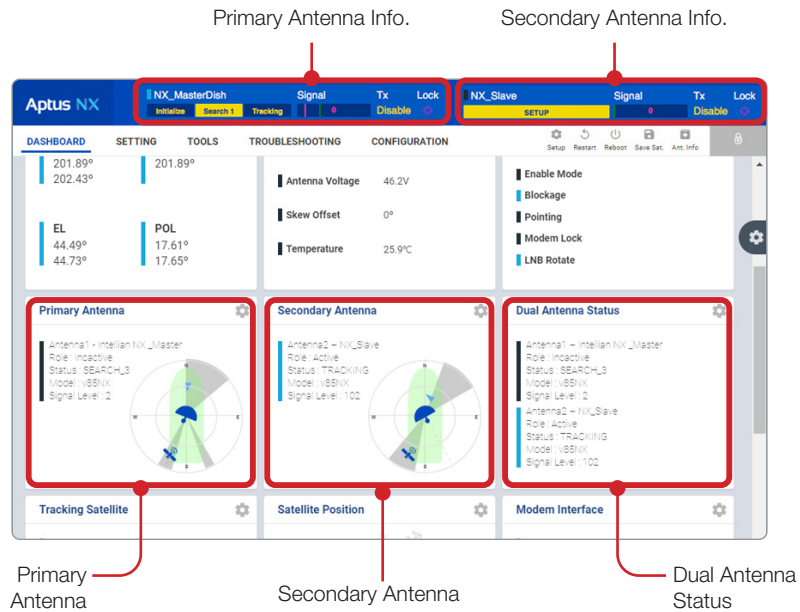 Primary Antenna Info.
Secondary Antenna Info.
Aptus NX
NX_MasterDish Signal Tx Lock
Initialize Search 1 Tracking 0 Disable
NX_Slave Signal Tx Lock
SETUP 0 Disable
DASHBOARD SETTING TOOLS TROUBLESHOOTING CONFIGURATION
Setup Restart Reboot Save Sat. Ant. Info
201.89° 201.89°
202.43°
EL POL
44.49° 17.61°
44.73° 17.65°
Antenna Voltage 46.2V
Skew Offset 0°
Temperature 25.9℃
Enable Mode
Blockage
Pointing
Modem Lock
LNB Rotate
Primary Antenna
Antenna1 - Intellian NX _Master
Role : Incactive
Status : SEARCH_3
Model : v85NX
Signal Level : 2
N
W E
Secondary Antenna
Antenna2 – NX_Slave
Role : Active
Status : TRACKING
Model : v85NX
Signal Level : 102
N
W E
Dual Antenna Status
Antenna1 – Intellian NX _Master
Role : Incactive
Status : SEARCH_3
Model : v85NX
Signal Level : 2
Antenna2 – NX_Slave
Role : Active
Status : TRACKING
Model : v85NX
Signal Level : 102
Tracking Satellite
Satellite Position
Modem Interface
Primary
Antenna
Secondary Antenna
Dual Antenna
Status